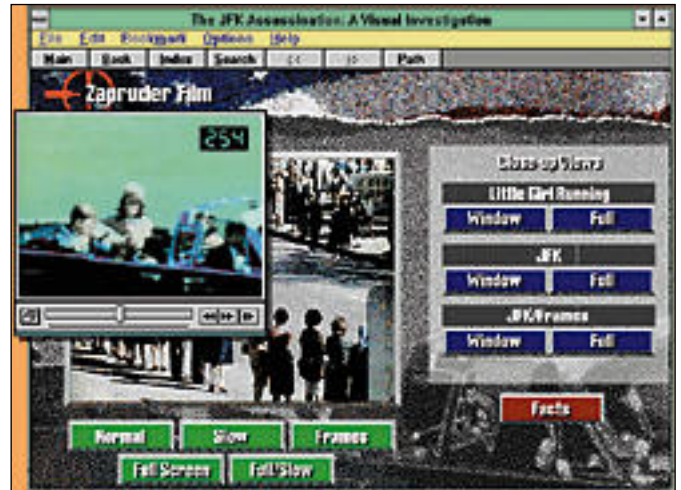 The JFK Assassination: A Visual Investigation
File Edit Bookmark Options Help
Main Back Index Search << >> Path
Zapruder Film
254
Close-up Views
Little Girl Running
Window Full
JFK
Window Full
JFK/Frames
Window Full
Facts
Normal Slow Frames
Full Screen Full/Slow